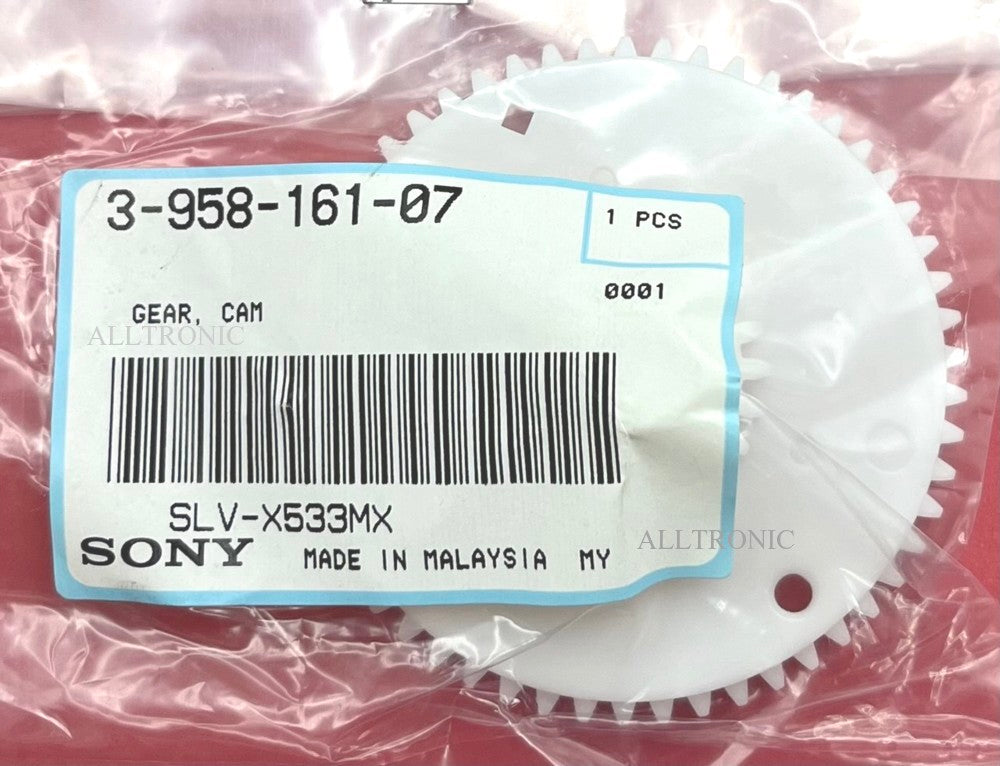 3-958-161-07
1 PCS
0001
GEAR, CAM
ALLTRONIC
SLV-X533MX
SONY MADE IN MALAYSIA MY
ALLTRONIC